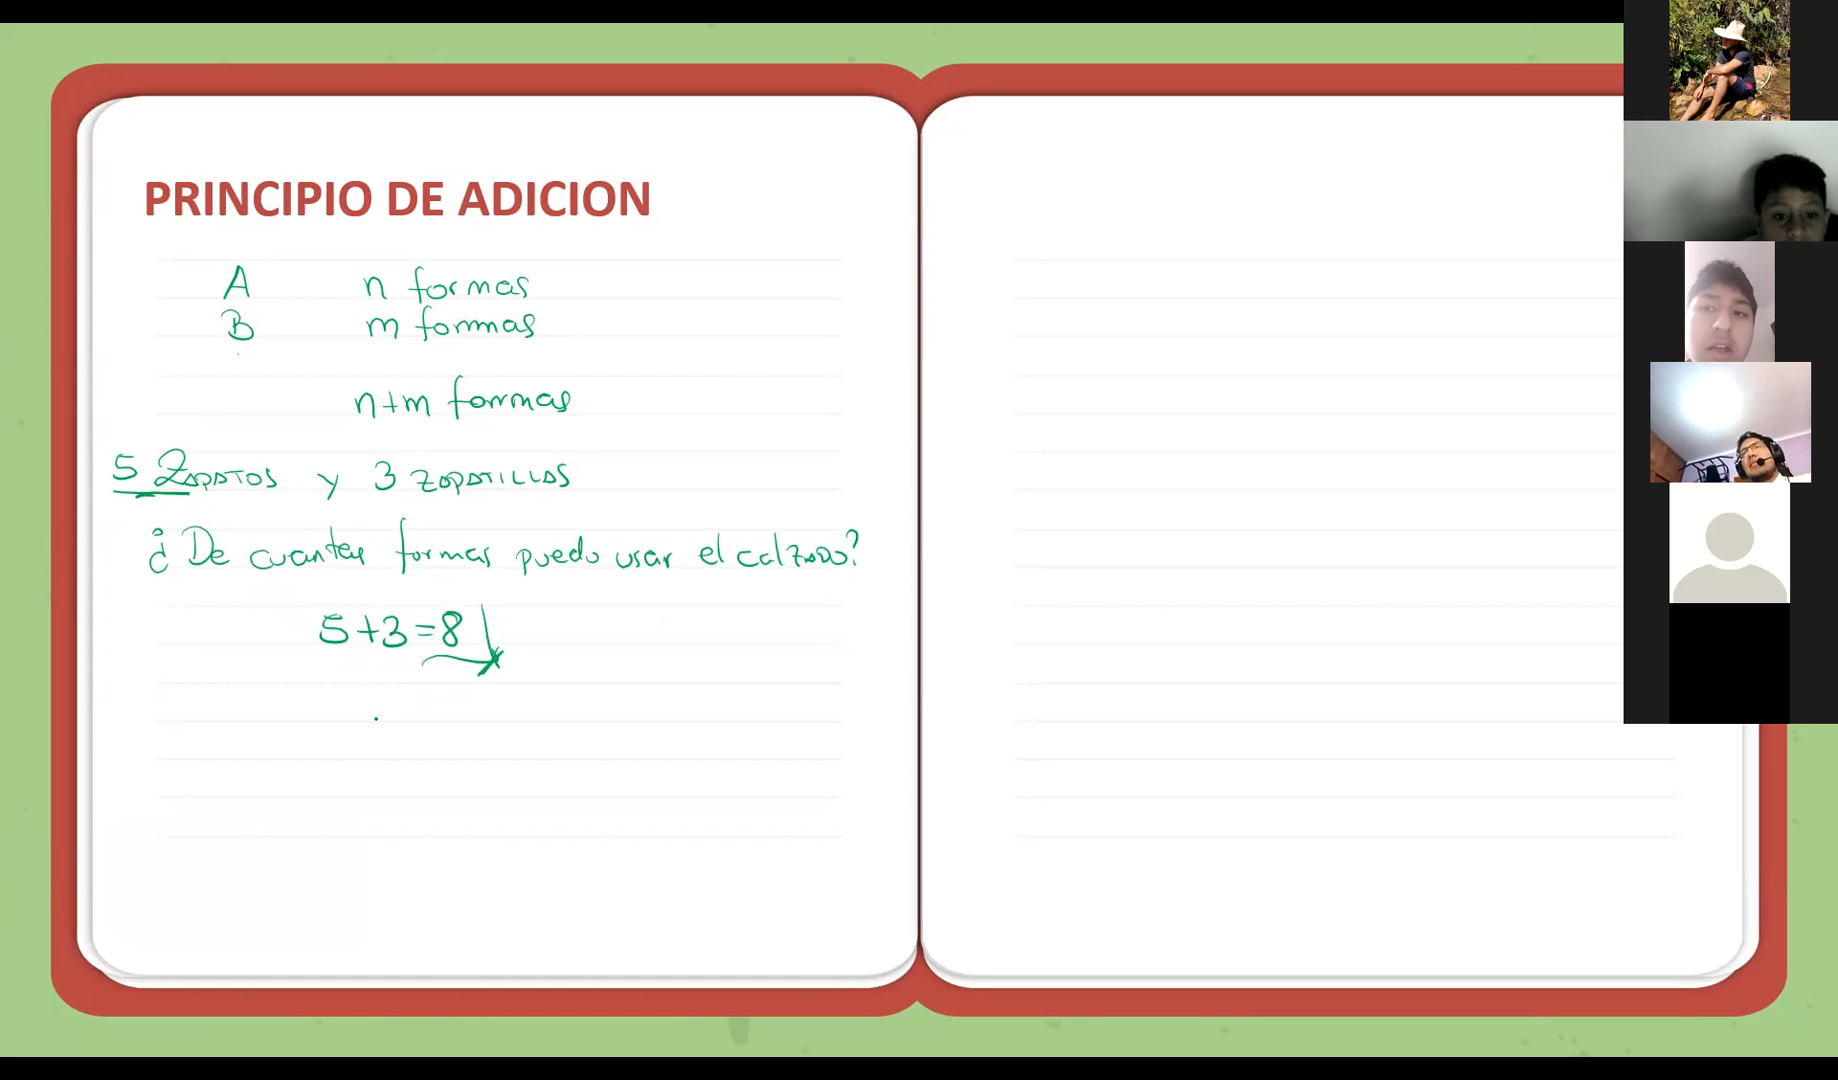 PRINCIPIO DE ADICION
A n formas
B m formas
n+m formas
5 ZAPATOS y 3 ZAPATILLAS
¿De cuantas formas puedo usar el calzado?
5+3=8